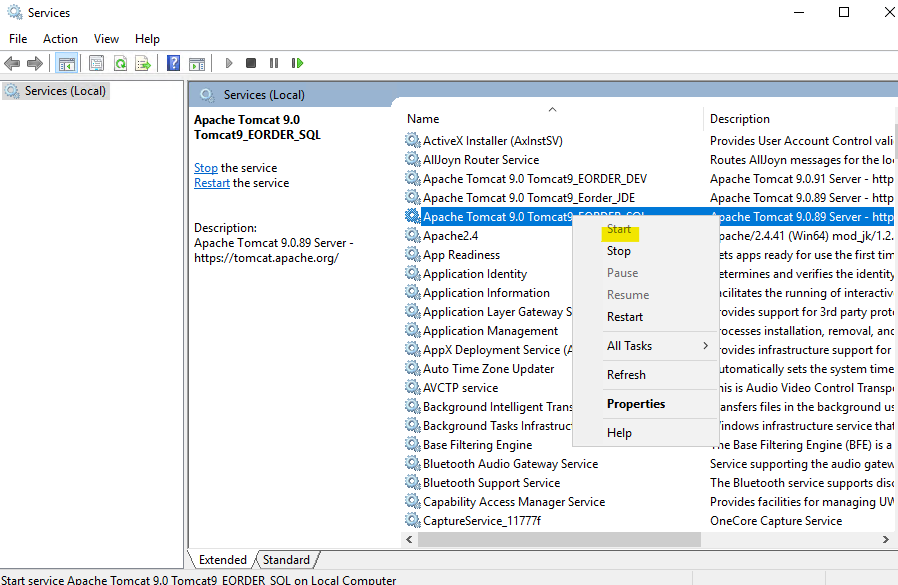 Services
File Action View Help
Services (Local)
Services (Local)
Apache Tomcat 9.0
Tomcat9_EORDER_SQL
Stop the service
Restart the service
Description:
Apache Tomcat 9.0.89 Server -
https://tomcat.apache.org/
Name Description
ActiveX Installer (AxInstSV) Provides User Account Control vali
AllJoyn Router Service Routes AllJoyn messages for the lo
Apache Tomcat 9.0 Tomcat9_EORDER_DEV Apache Tomcat 9.0.91 Server - http
Apache Tomcat 9.0 Tomcat9_Eorder_JDE Apache Tomcat 9.0.89 Server - http
Apache Tomcat 9.0 Tomcat9_EORDER_SQL Apache Tomcat 9.0.89 Server - http
Apache2.4 pache/2.4.41 (Win64) mod_jk/1.2.
App Readiness ets apps ready for use the first tim
Application Identity etermines and verifies the identity
Application Information acilitates the running of interactiv
Application Layer Gateway S rovides support for 3rd party proto
Application Management rocesses installation, removal, and
AppX Deployment Service (A rovides infrastructure support for
Auto Time Zone Updater utomatically sets the system time
AVCTP service his is Audio Video Control Transpo
Background Intelligent Trans ansfers files in the background us
Background Tasks Infrastruc Windows infrastructure service that
Base Filtering Engine The Base Filtering Engine (BFE) is a
Bluetooth Audio Gateway Service Service supporting the audio gatew
Bluetooth Support Service The Bluetooth service supports disc
Capability Access Manager Service Provides facilities for managing UW
CaptureService_11777f OneCore Capture Service
Start
Stop
Pause
Resume
Restart
All Tasks
Refresh
Properties
Help
Extended Standard
Start service Apache Tomcat 9.0 Tomcat9_EORDER_SQL on Local Computer